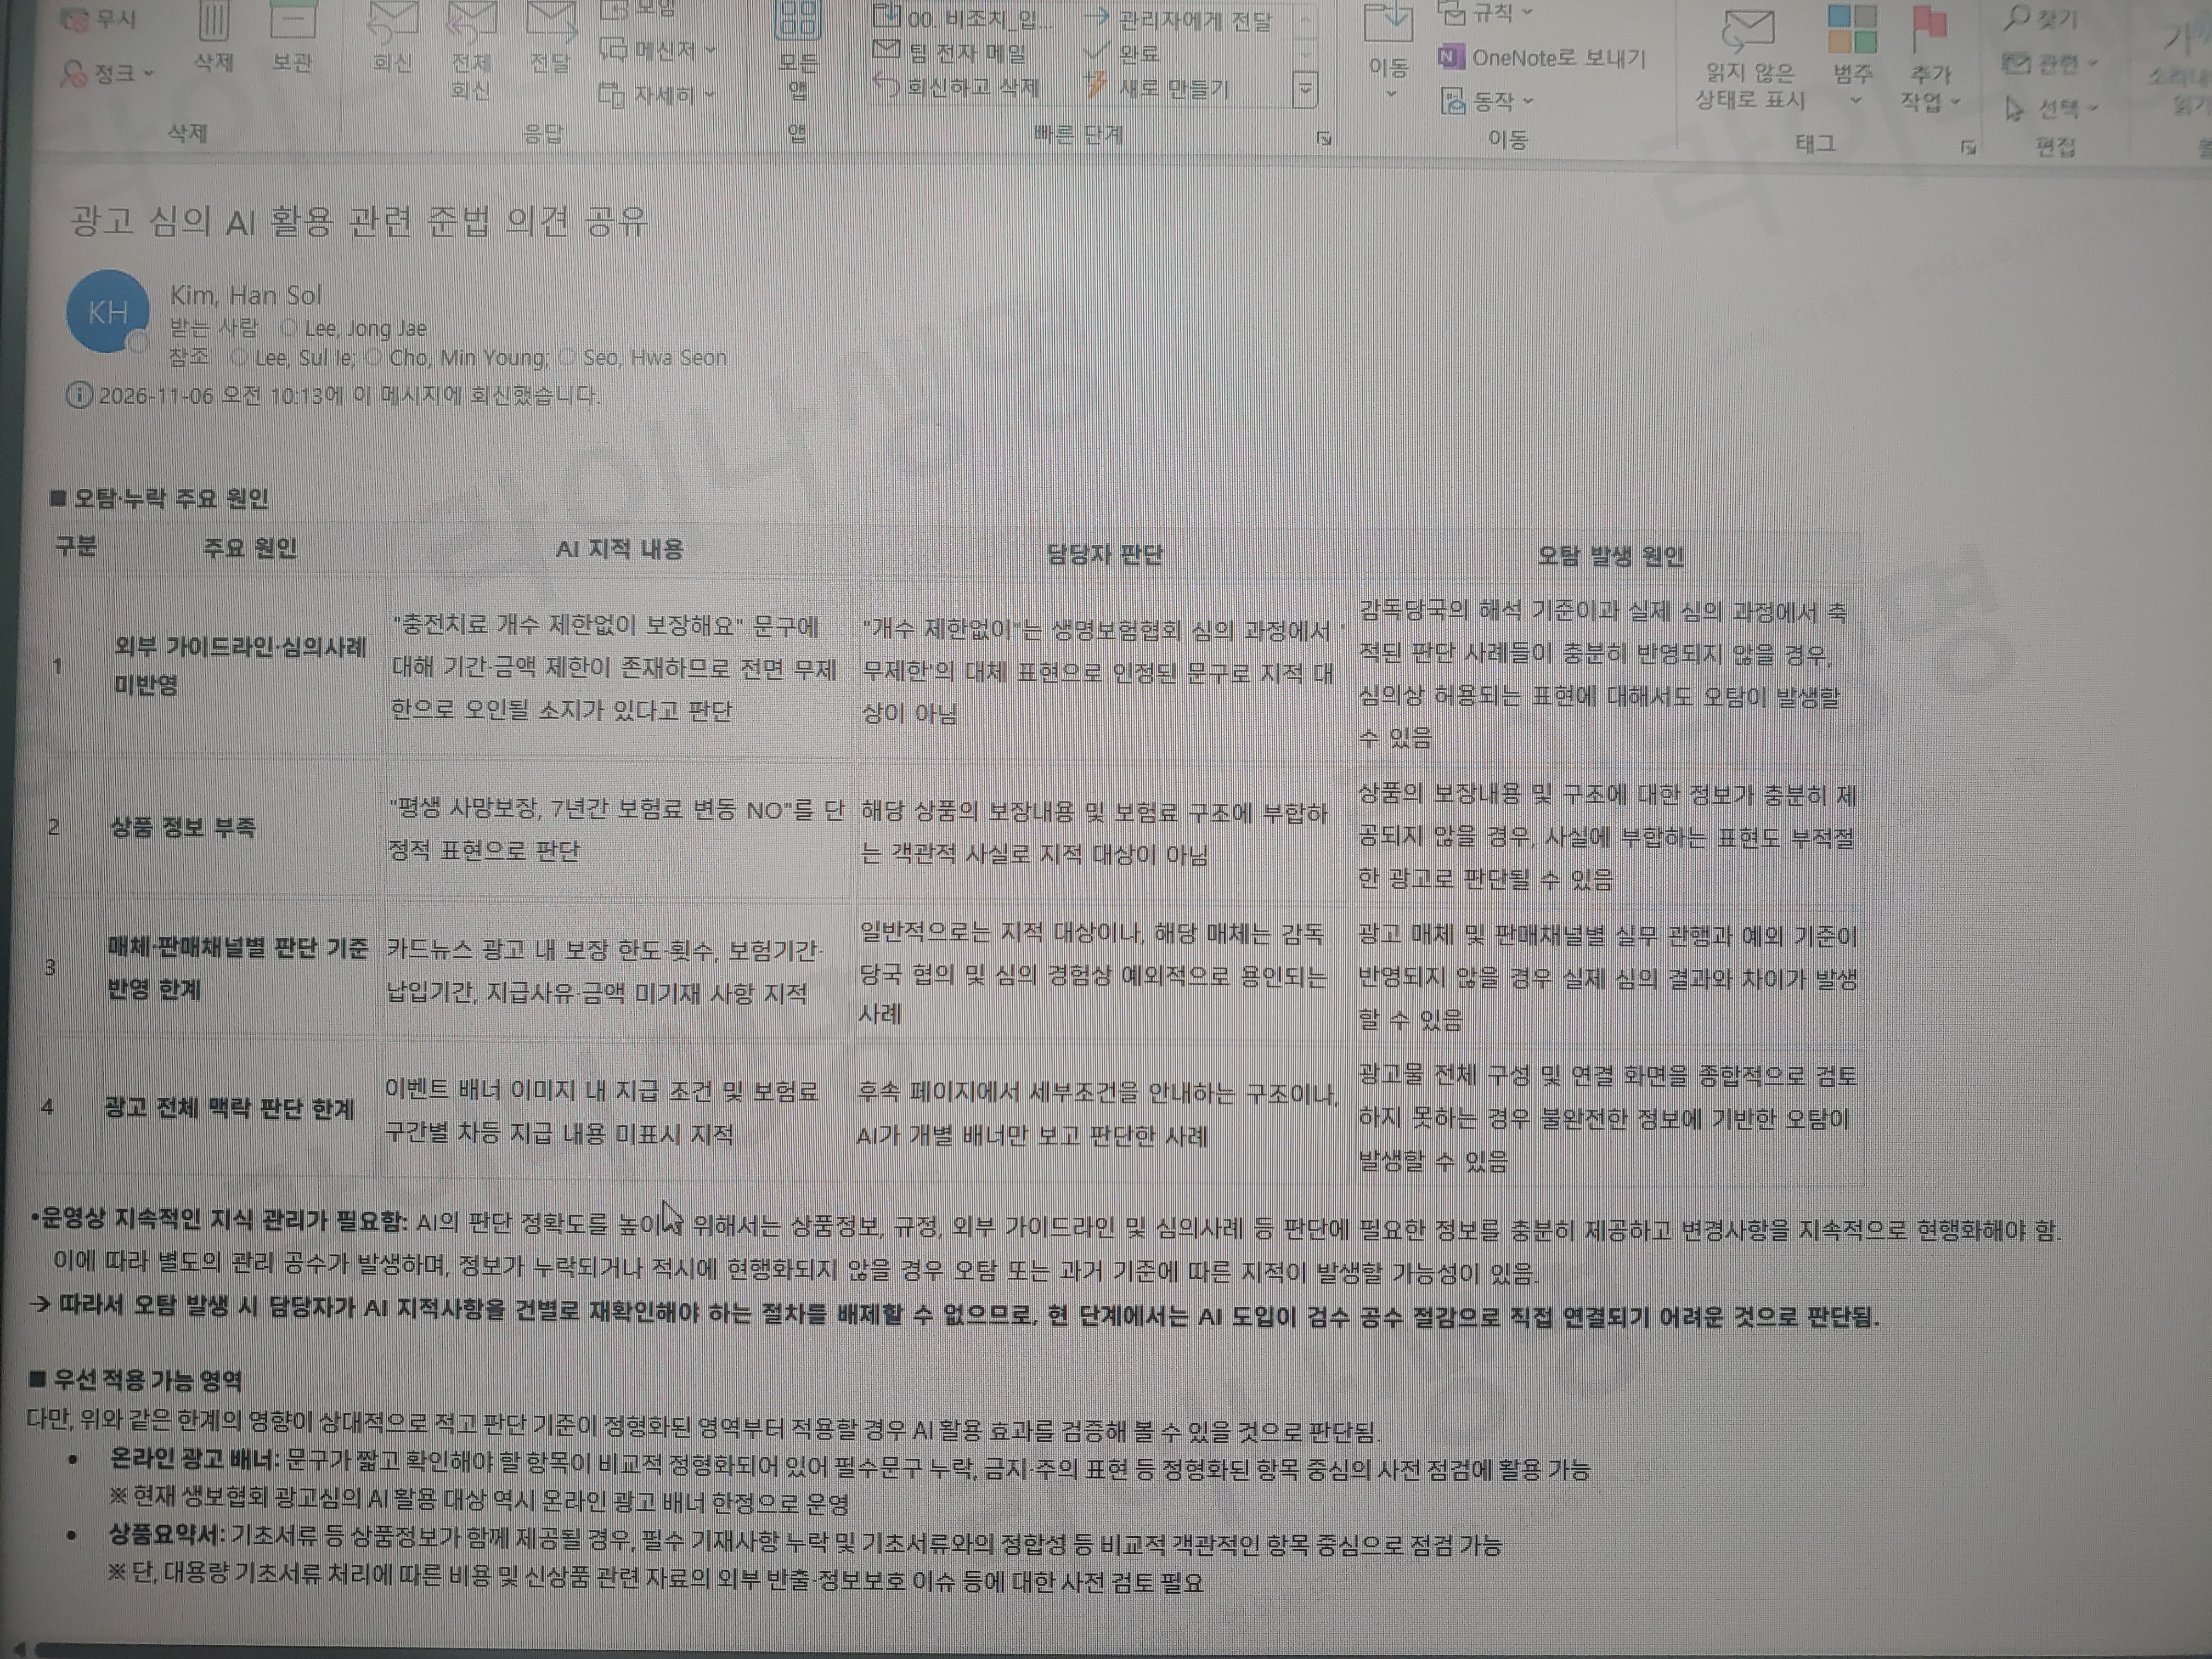 무시
정크
삭제
보관
삭제
회신
전체
회신
전달
모임
메신저
자세히
응답
모든
앱
앱
00. 비조치_입...
팀 전자 메일
회신하고 삭제
관리자에게 전달
완료
새로 만들기
빠른 단계
이동
규칙
OneNote로 보내기
동작
이동
읽지 않은
상태로 표시
범주
추가
작업
태그
찾기
관련
선택
편집
광고 심의 AI 활용 관련 준법 의견 공유
KH
Kim, Han Sol
받는 사람 Lee, Jong Jae
참조 Lee, Sul Ie; Cho, Min Young; Seo, Hwa Seon
2026-11-06 오전 10:13에 이 메시지에 회신했습니다.
■ 오탐·누락 주요 원인
구분 주요 원인 AI 지적 내용 담당자 판단 오탐 발생 원인
1
외부 가이드라인·심의사례
미반영
"충전치료 개수 제한없이 보장해요" 문구에
대해 기간·금액 제한이 존재하므로 전면 무제
한으로 오인될 소지가 있다고 판단
"개수 제한없이"는 생명보험협회 심의 과정에서 '
무제한'의 대체 표현으로 인정된 문구로 지적 대
상이 아님
감독당국의 해석 기준이과 실제 심의 과정에서 축
적된 판단 사례들이 충분히 반영되지 않을 경우,
심의상 허용되는 표현에 대해서도 오탐이 발생할
수 있음
2
상품 정보 부족
"평생 사망보장, 7년간 보험료 변동 NO"를 단
정적 표현으로 판단
해당 상품의 보장내용 및 보험료 구조에 부합하
는 객관적 사실로 지적 대상이 아님
상품의 보장내용 및 구조에 대한 정보가 충분히 제
공되지 않을 경우, 사실에 부합하는 표현도 부적절
한 광고로 판단될 수 있음
3
매체·판매채널별 판단 기준
반영 한계
카드뉴스 광고 내 보장 한도·횟수, 보험기간·
납입기간, 지급사유·금액 미기재 사항 지적
일반적으로는 지적 대상이나, 해당 매체는 감독
당국 협의 및 심의 경험상 예외적으로 용인되는
사례
광고 매체 및 판매채널별 실무 관행과 예외 기준이
반영되지 않을 경우 실제 심의 결과와 차이가 발생
할 수 있음
4
광고 전체 맥락 판단 한계
이벤트 배너 이미지 내 지급 조건 및 보험료
구간별 차등 지급 내용 미표시 지적
후속 페이지에서 세부조건을 안내하는 구조이나,
AI가 개별 배너만 보고 판단한 사례
광고물 전체 구성 및 연결 화면을 종합적으로 검토
하지 못하는 경우 불완전한 정보에 기반한 오탐이
발생할 수 있음
•운영상 지속적인 지식 관리가 필요함: AI의 판단 정확도를 높이 위해서는 상품정보, 규정, 외부 가이드라인 및 심의사례 등 판단에 필요한 정보를 충분히 제공하고 변경사항을 지속적으로 현행화해야 함.
이에 따라 별도의 관리 공수가 발생하며, 정보가 누락되거나 적시에 현행화되지 않을 경우 오탐 또는 과거 기준에 따른 지적이 발생할 가능성이 있음.
→ 따라서 오탐 발생 시 담당자가 AI 지적사항을 건별로 재확인해야 하는 절차를 배제할 수 없으므로, 현 단계에서는 AI 도입이 검수 공수 절감으로 직접 연결되기 어려운 것으로 판단됨.
■ 우선 적용 가능 영역
다만, 위와 같은 한계의 영향이 상대적으로 적고 판단 기준이 정형화된 영역부터 적용할 경우 AI 활용 효과를 검증해 볼 수 있을 것으로 판단됨.
• 온라인 광고 배너: 문구가 짧고 확인해야 할 항목이 비교적 정형화되어 있어 필수문구 누락, 금지·주의 표현 등 정형화된 항목 중심의 사전 점검에 활용 가능
※ 현재 생보협회 광고심의 AI 활용 대상 역시 온라인 광고 배너 한정으로 운영
• 상품요약서: 기초서류 등 상품정보가 함께 제공될 경우, 필수 기재사항 누락 및 기초서류와의 정합성 등 비교적 객관적인 항목 중심으로 점검 가능
※ 단, 대용량 기초서류 처리에 따른 비용 및 신상품 관련 자료의 외부 반출·정보보호 이슈 등에 대한 사전 검토 필요